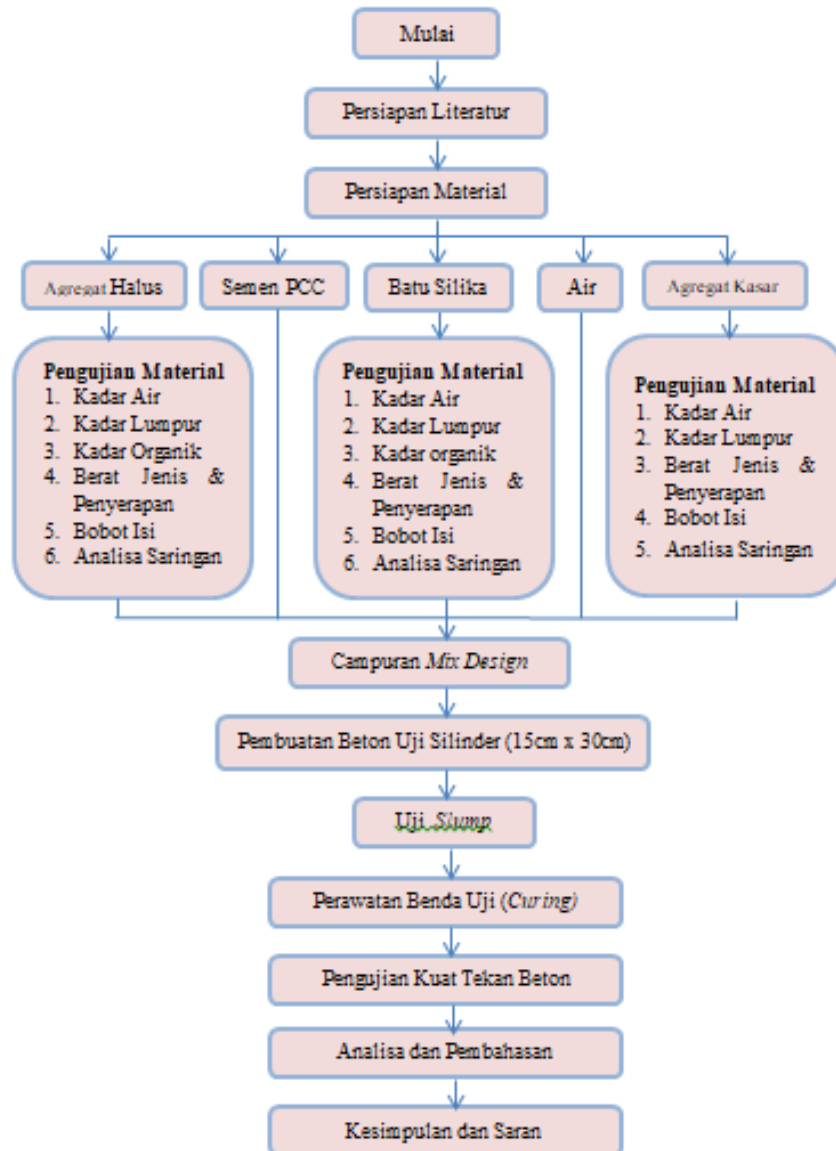 Mulai
Persiapan Literatur
Persiapan Material
Agregat Halus
Semen PCC
Batu Silika
Air
Agregat Kasar
Pengujian Material
1. Kadar Air
2. Kadar Lumpur
3. Kadar Organik
4. Berat Jenis &
Penyerapan
5. Bobot Isi
6. Analisa Saringan
Pengujian Material
1. Kadar Air
2. Kadar Lumpur
3. Kadar organik
4. Berat Jenis &
Penyerapan
5. Bobot Isi
6. Analisa Saringan
Pengujian Material
1. Kadar Air
2. Kadar Lumpur
3. Berat Jenis &
Penyerapan
4. Bobot Isi
5. Analisa Saringan
Campuran Mix Design
Pembuatan Beton Uji Silinder (15cm x 30cm)
Uji Slump
Perawatan Benda Uji (Curing)
Pengujian Kuat Tekan Beton
Analisa dan Pembahasan
Kesimpulan dan Saran